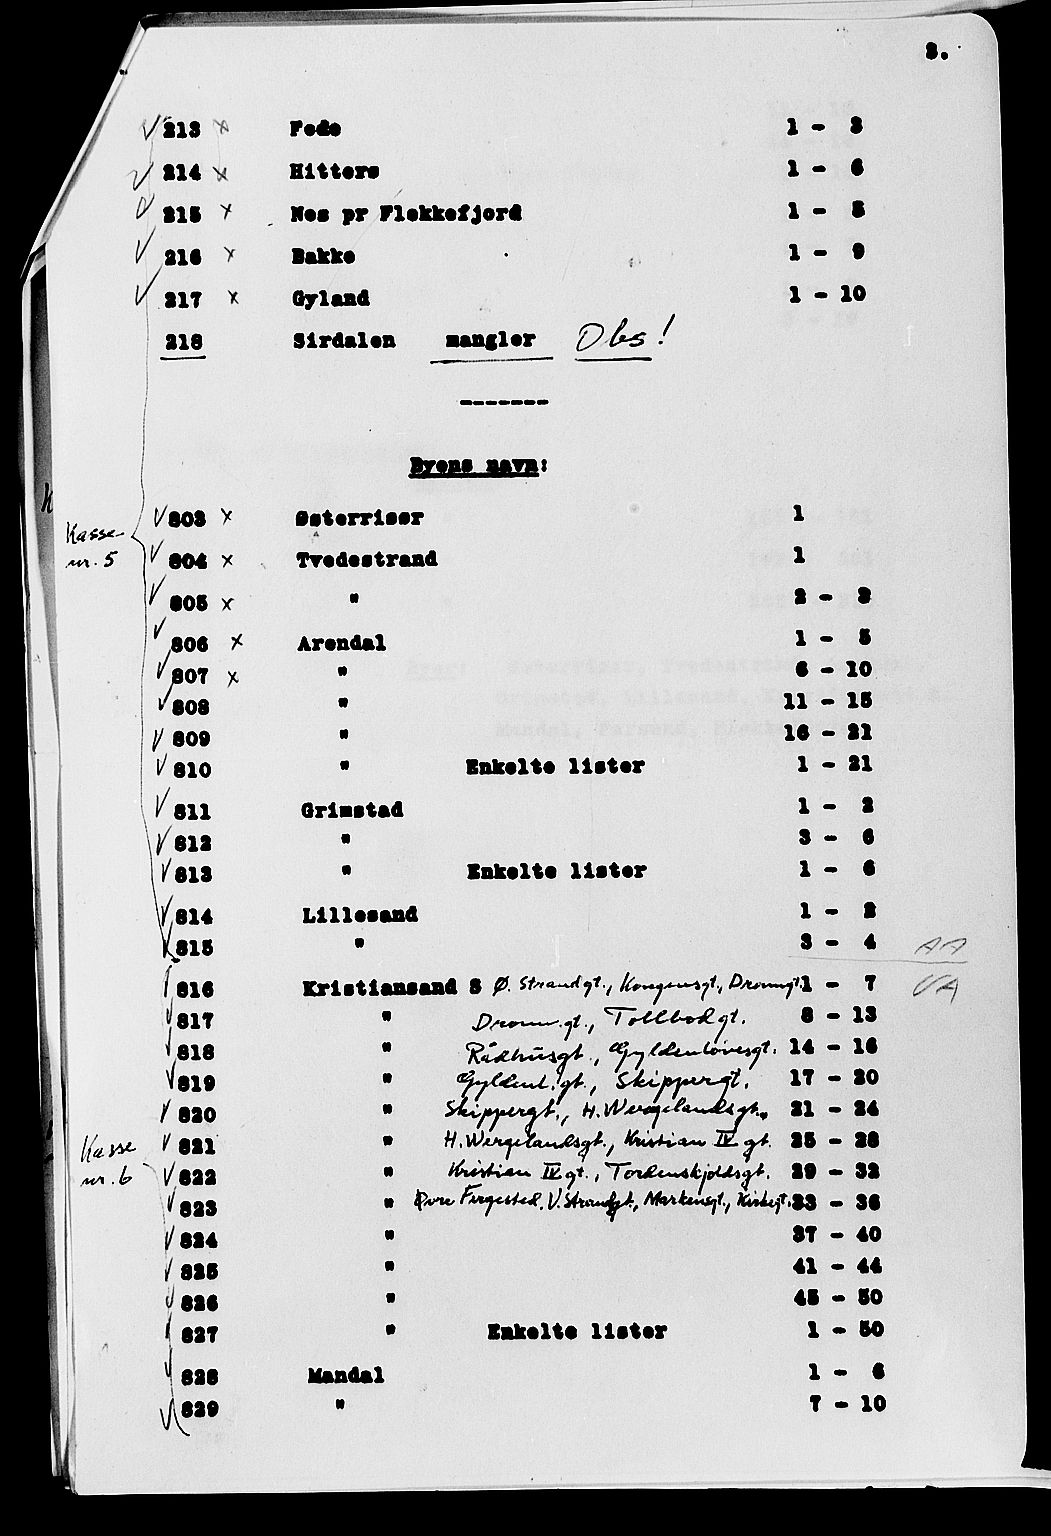 3.
✓ 213 x Fede 1 - 3
✓ 214 x Hitterø 1 - 6
✓ 215 x Nes pr Flekkefjord 1 - 5
✓ 216 x Bakke 1 - 9
✓ 217 x Gyland 1 - 10
218 Sirdalen mangler Obs!
-------
Byens navn:
✓ 803 x Østerrisør 1
Kasse nr. 5
✓ 804 x Tvedestrand 1
✓ 805 x " 2 - 3
✓ 806 x Arendal 1 - 5
✓ 807 x " 6 - 10
✓ 808 " 11 - 15
✓ 809 " 16 - 21
✓ 810 " Enkelte lister 1 - 21
✓ 811 Grimstad 1 - 2
✓ 812 " 3 - 6
✓ 813 " Enkelte lister 1 - 6
✓ 814 Lillesand 1 - 2
✓ 815 " 3 - 4 AA
✓ 816 Kristiansand S Ø. Strandgt., Kongensgt., Dronngt. 1 - 7 VA
✓ 817 " Dronn.gt., Tollbodgt. 8 - 13
✓ 818 " Rådhusgt., Gyldenløvesgt. 14 - 16
✓ 819 " Gyldenl.gt., Skippergt. 17 - 20
✓ 820 " Skippergt., H. Wergelandsgt. 21 - 24
✓ 821 " H. Wergelandsgt., Kristian IV gt. 25 - 28
Kasse nr. 6
✓ 822 " Kristian IV gt., Tordenskjoldsgt. 29 - 32
✓ 823 " Øvre Fergested, V. Strandgt., Markensgt., Kirkegt. 33 - 36
✓ 824 " 37 - 40
✓ 825 " 41 - 44
✓ 826 " 45 - 50
827 " Enkelte lister 1 - 50
✓ 828 Mandal 1 - 6
✓ 829 " 7 - 10